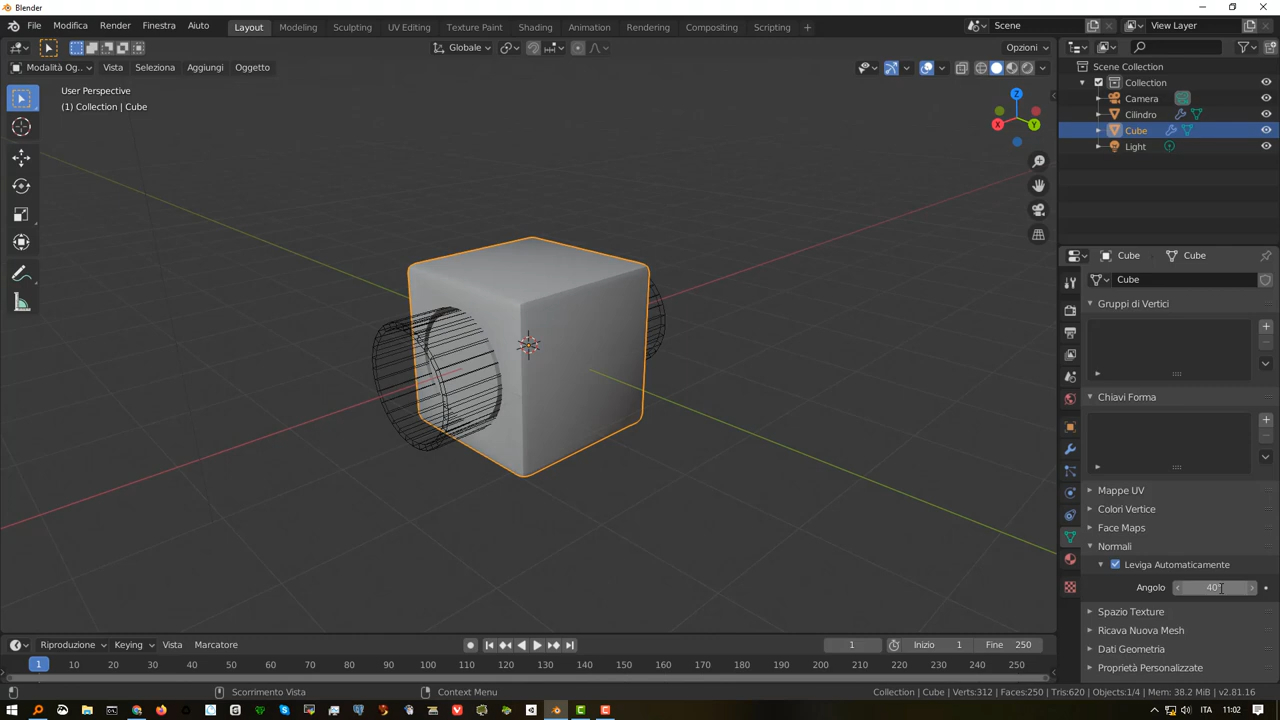 Blender
File Modifica Render Finestra Aiuto Layout Modeling Sculpting UV Editing Texture Paint Shading Animation Rendering Compositing Scripting + Scene View Layer
Globale Opzioni
Modalità Og.. Vista Seleziona Aggiungi Oggetto
User Perspective
(1) Collection | Cube
Z
X Y
Scene Collection
Collection
Camera
Cilindro
Cube
Light
Cube Cube
Cube
Gruppi di Vertici
Chiavi Forma
Mappe UV
Colori Vertice
Face Maps
Normali
Leviga Automaticamente
Angolo 40°
Spazio Texture
Ricava Nuova Mesh
Dati Geometria
Proprietà Personalizzate
Riproduzione Keying Vista Marcatore 1 Inizio 1 Fine 250
1 10 20 30 40 50 60 70 80 90 100 110 120 130 140 150 160 170 180 190 200 210 220 230 240 250
Scorrimento Vista Context Menu Collection | Cube | Verts:312 | Faces:250 | Tris:620 | Objects:1/4 | Mem: 38.2 MiB | v2.81.16
ITA 11:02